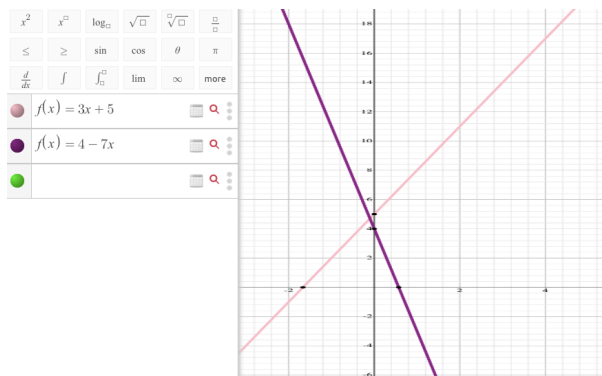 x² x^□ log□ √□ □√□ □/□
≤ ≥ sin cos θ π
d/dx ∫ ∫□□ lim ∞ more
f(x) = 3x + 5
f(x) = 4 − 7x
18
16
14
12
10
8
6
4
2
-2 2 4
-2
-4
-6